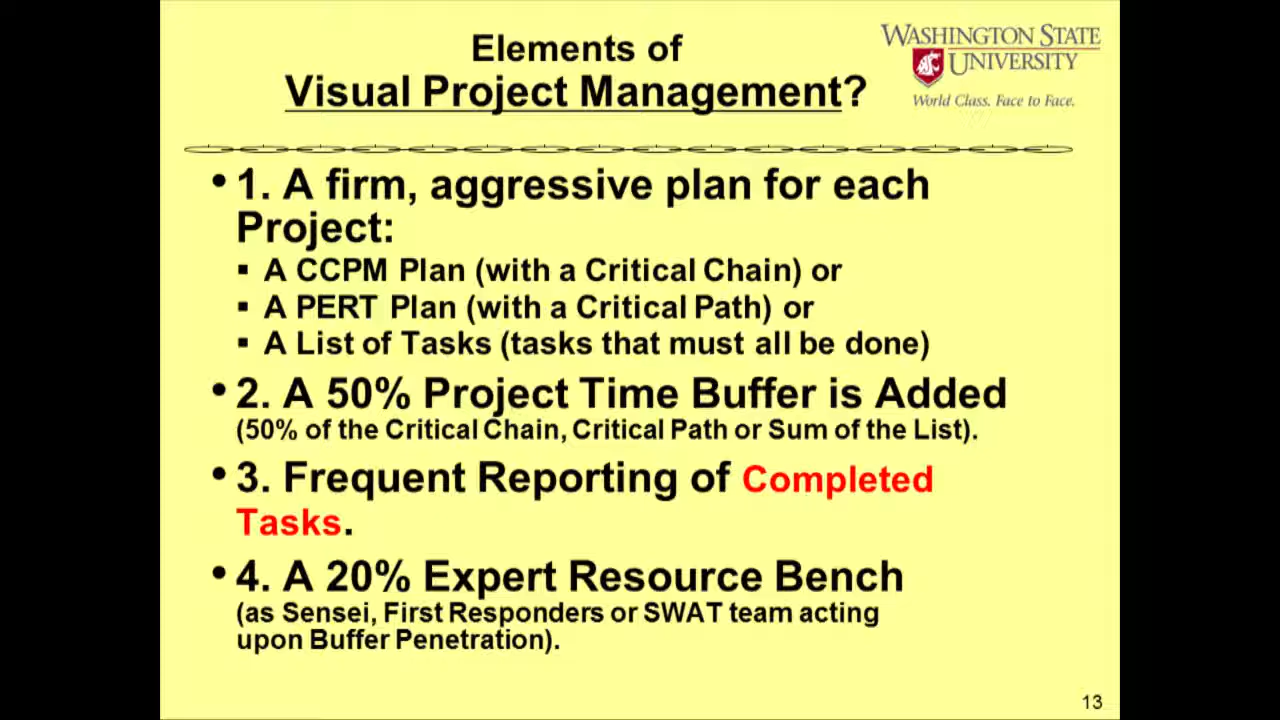 Elements of
Visual Project Management?
WASHINGTON STATE
UNIVERSITY
World Class. Face to Face.
• 1. A firm, aggressive plan for each
Project:
▪ A CCPM Plan (with a Critical Chain) or
▪ A PERT Plan (with a Critical Path) or
▪ A List of Tasks (tasks that must all be done)
• 2. A 50% Project Time Buffer is Added
(50% of the Critical Chain, Critical Path or Sum of the List).
• 3. Frequent Reporting of Completed
Tasks.
• 4. A 20% Expert Resource Bench
(as Sensei, First Responders or SWAT team acting
upon Buffer Penetration).
13